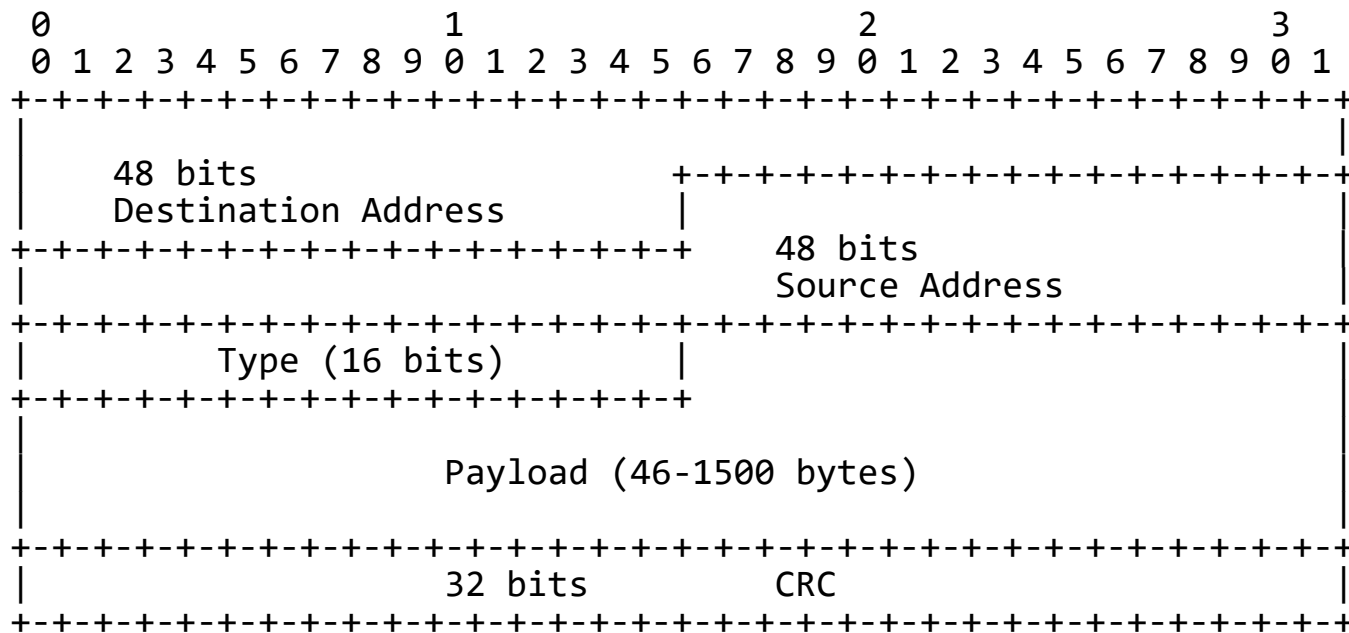 0                   1                   2                   3
0 1 2 3 4 5 6 7 8 9 0 1 2 3 4 5 6 7 8 9 0 1 2 3 4 5 6 7 8 9 0 1
+-+-+-+-+-+-+-+-+-+-+-+-+-+-+-+-+-+-+-+-+-+-+-+-+-+-+-+-+-+-+-+-+
|                                                               |
|    48 bits                    +-+-+-+-+-+-+-+-+-+-+-+-+-+-+-+-+
|    Destination Address        |                               |
+-+-+-+-+-+-+-+-+-+-+-+-+-+-+-+-+    48 bits                    |
|                                    Source Address             |
+-+-+-+-+-+-+-+-+-+-+-+-+-+-+-+-+-+-+-+-+-+-+-+-+-+-+-+-+-+-+-+-+
|         Type (16 bits)        |                               |
+-+-+-+-+-+-+-+-+-+-+-+-+-+-+-+-+
|                                                               |
|                    Payload (46-1500 bytes)                    |
|                                                               |
+-+-+-+-+-+-+-+-+-+-+-+-+-+-+-+-+-+-+-+-+-+-+-+-+-+-+-+-+-+-+-+-+
|                    32 bits         CRC                        |
+-+-+-+-+-+-+-+-+-+-+-+-+-+-+-+-+-+-+-+-+-+-+-+-+-+-+-+-+-+-+-+-+